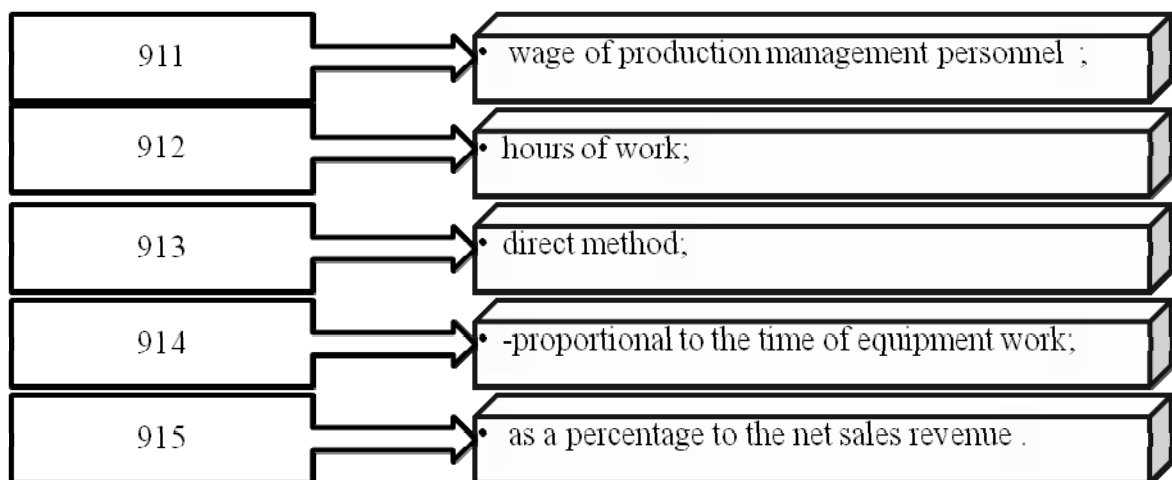 911
• wage of production management personnel ;
912
• hours of work;
913
• direct method;
914
• -proportional to the time of equipment work;
915
• as a percentage to the net sales revenue .